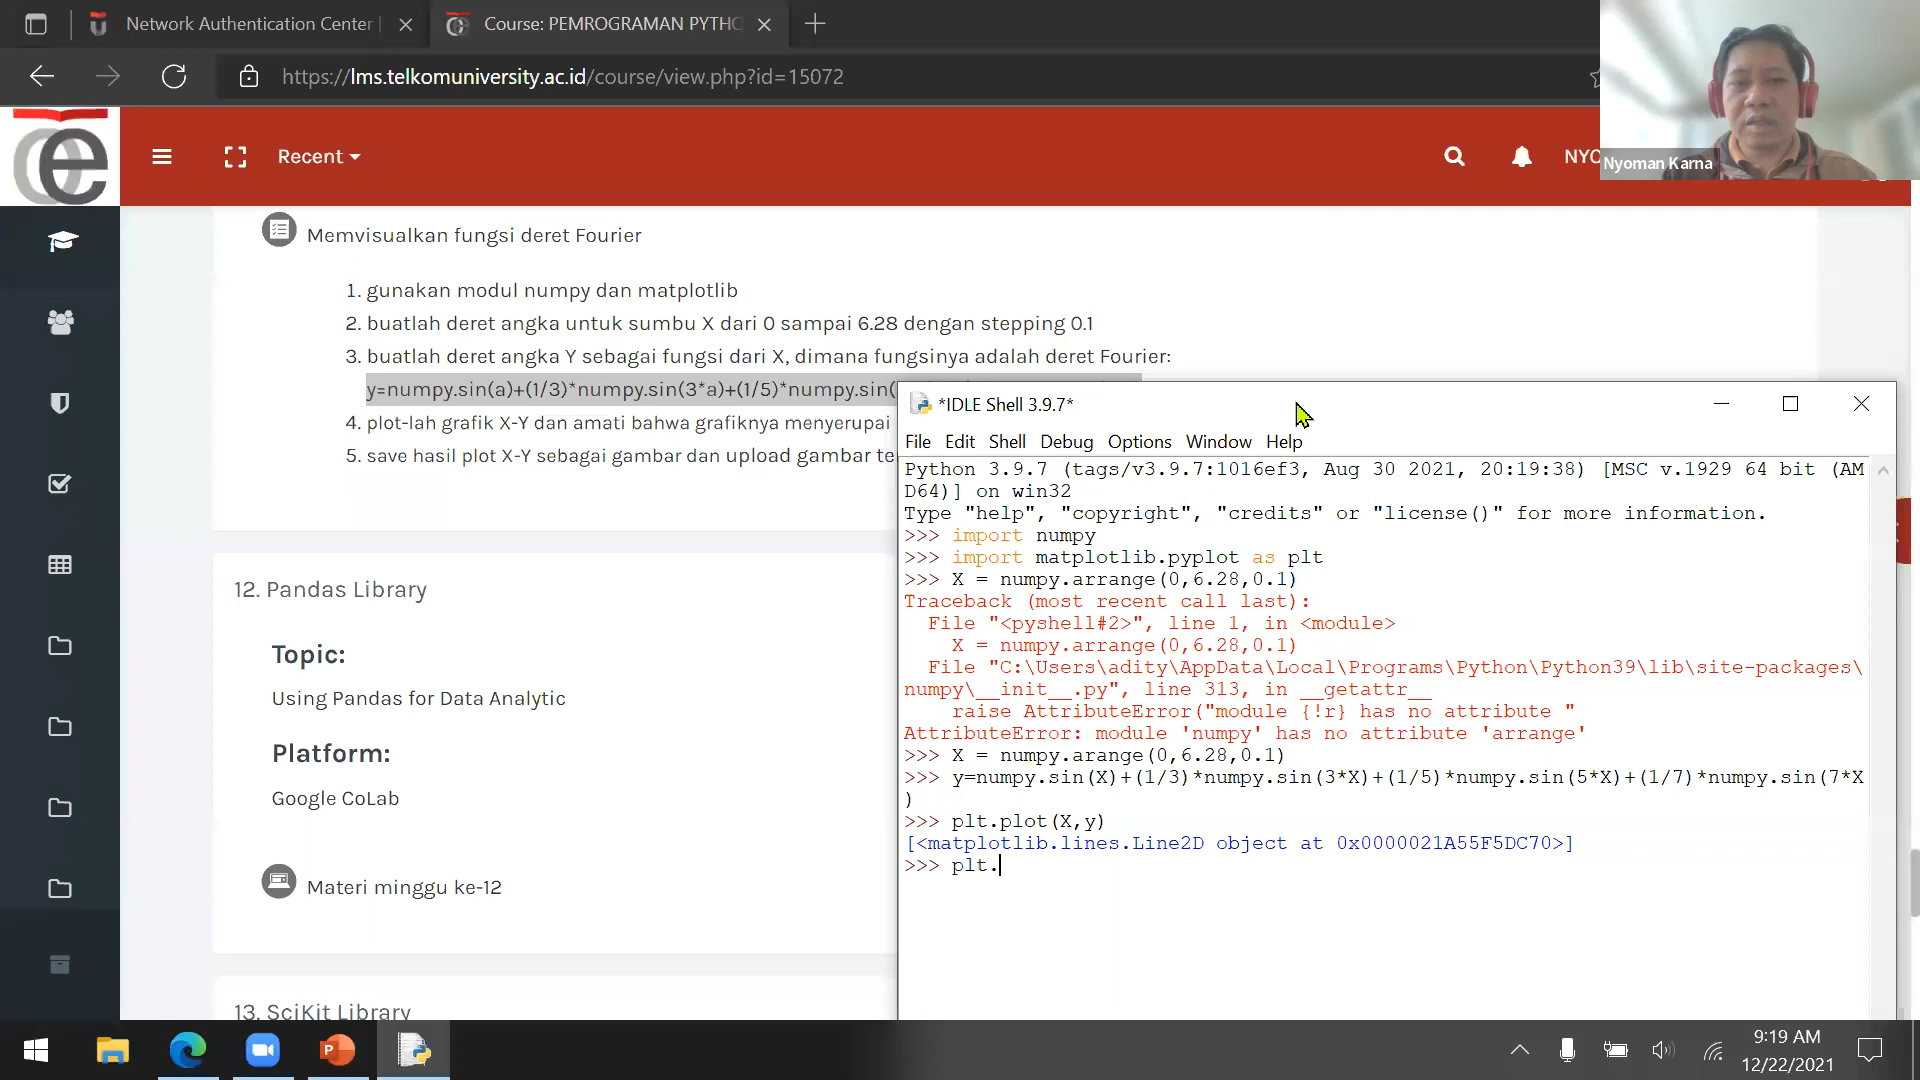 Network Authentication Center |
Course: PEMROGRAMAN PYTHO
https://lms.telkomuniversity.ac.id/course/view.php?id=15072
Recent
NYO
Nyoman Karna
Memvisualkan fungsi deret Fourier
1. gunakan modul numpy dan matplotlib
2. buatlah deret angka untuk sumbu X dari 0 sampai 6.28 dengan stepping 0.1
3. buatlah deret angka Y sebagai fungsi dari X, dimana fungsinya adalah deret Fourier:
y=numpy.sin(a)+(1/3)*numpy.sin(3*a)+(1/5)*numpy.sin(
4. plot-lah grafik X-Y dan amati bahwa grafiknya menyerupai
5. save hasil plot X-Y sebagai gambar dan upload gambar te
12. Pandas Library
Topic:
Using Pandas for Data Analytic
Platform:
Google CoLab
Materi minggu ke-12
13. SciKit Library
*IDLE Shell 3.9.7*
File Edit Shell Debug Options Window Help
Python 3.9.7 (tags/v3.9.7:1016ef3, Aug 30 2021, 20:19:38) [MSC v.1929 64 bit (AM
D64)] on win32
Type "help", "copyright", "credits" or "license()" for more information.
>>> import numpy
>>> import matplotlib.pyplot as plt
>>> X = numpy.arrange(0,6.28,0.1)
Traceback (most recent call last):
  File "<pyshell#2>", line 1, in <module>
    X = numpy.arrange(0,6.28,0.1)
  File "C:\Users\adity\AppData\Local\Programs\Python\Python39\lib\site-packages\
numpy\__init__.py", line 313, in __getattr__
    raise AttributeError("module {!r} has no attribute "
AttributeError: module 'numpy' has no attribute 'arrange'
>>> X = numpy.arange(0,6.28,0.1)
>>> y=numpy.sin(X)+(1/3)*numpy.sin(3*X)+(1/5)*numpy.sin(5*X)+(1/7)*numpy.sin(7*X
)
>>> plt.plot(X,y)
[<matplotlib.lines.Line2D object at 0x0000021A55F5DC70>]
>>> plt.
9:19 AM
12/22/2021